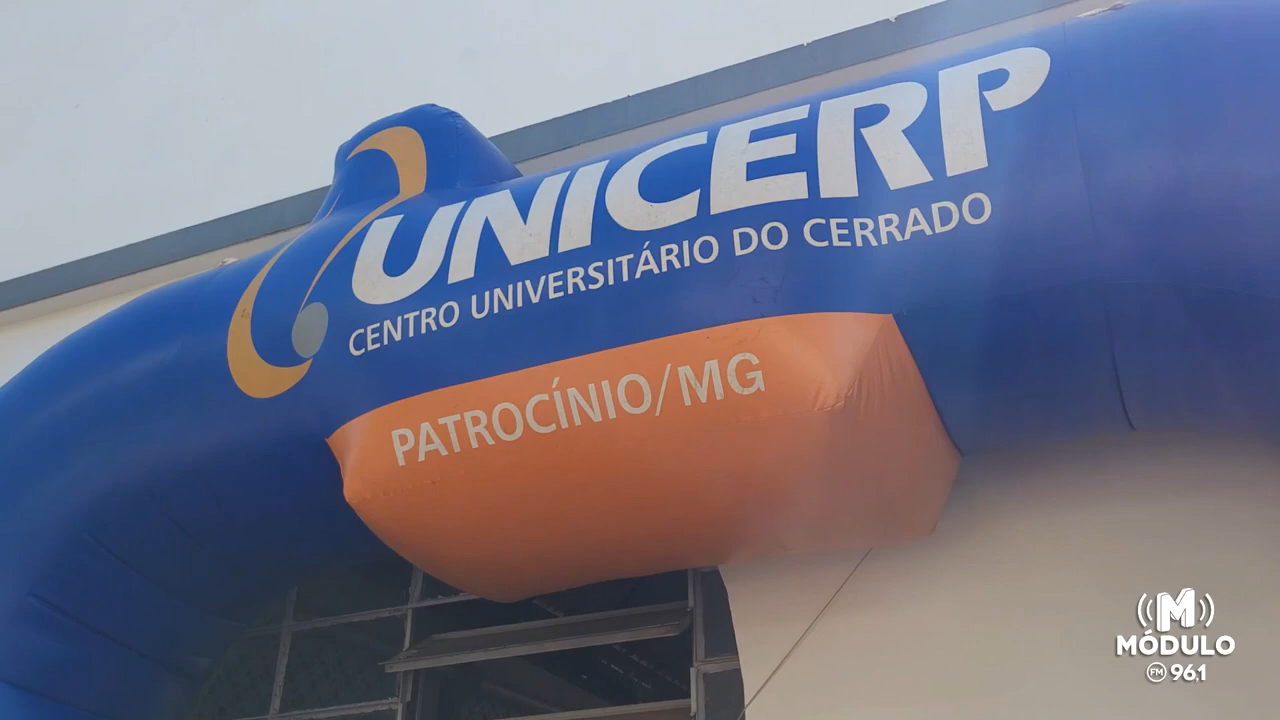 UNICERP
CENTRO UNIVERSITÁRIO DO CERRADO
PATROCÍNIO/MG
M
MÓDULO
FM 96,1